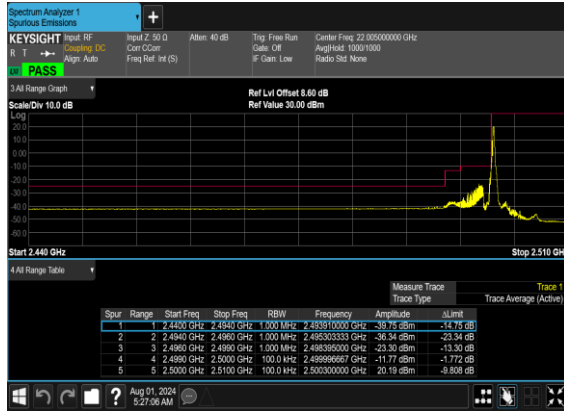 Spectrum Analyzer 1
Spurious Emissions
KEYSIGHT Input: RF Input Z: 50 Ω Atten: 40 dB Trig: Free Run Center Freq: 22.005000000 GHz
R T Coupling: DC Corr CCorr Gate: Off Avg|Hold: 1000/1000
Align: Auto Freq Ref: Int (S) IF Gain: Low Radio Std: None
PASS
3 All Range Graph
Ref Lvl Offset 8.60 dB
Scale/Div 10.0 dB Ref Value 30.00 dBm
Log
20.0
10.0
0.00
-10.0
-20.0
-30.0
-40.0
-50.0
-60.0
Start 2.440 GHz Stop 2.510 GH
4 All Range Table
Measure Trace Trace 1
Trace Type Trace Average (Active)
Spur Range Start Freq Stop Freq RBW Frequency Amplitude ΔLimit
1 1 2.4400 GHz 2.4940 GHz 1.000 MHz 2.493910000 GHz -39.75 dBm -14.75 dB
2 2 2.4940 GHz 2.4960 GHz 1.000 MHz 2.495303333 GHz -36.34 dBm -23.34 dB
3 3 2.4960 GHz 2.4990 GHz 1.000 MHz 2.498395000 GHz -23.30 dBm -13.30 dB
4 4 2.4990 GHz 2.5000 GHz 100.0 kHz 2.499996667 GHz -11.77 dBm -1.772 dB
5 5 2.5000 GHz 2.5100 GHz 100.0 kHz 2.500300000 GHz 20.19 dBm -9.808 dB
Aug 01, 2024
5:27:06 AM